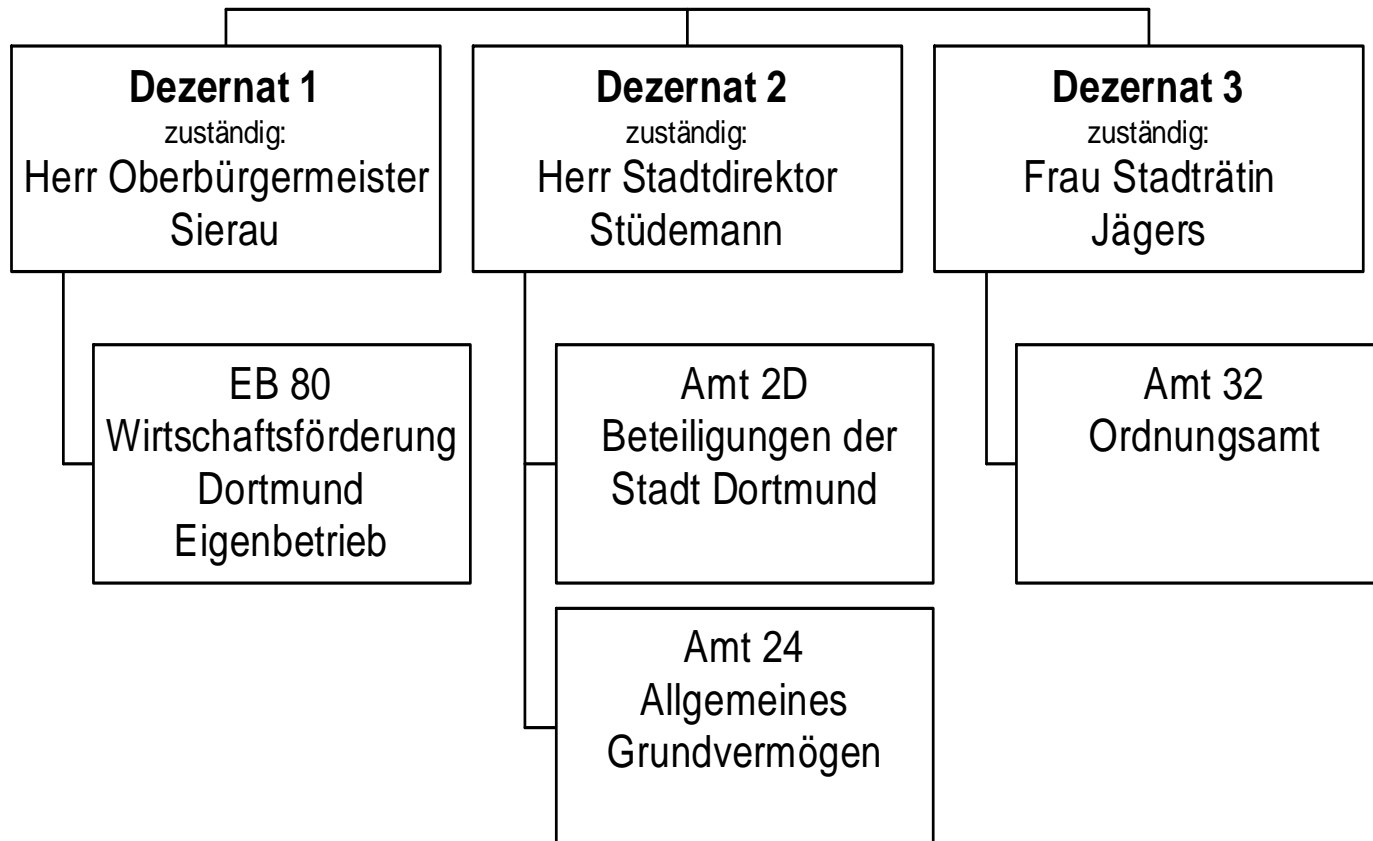 Dezernat 1
zuständig:
Herr Oberbürgermeister
Sierau
Dezernat 2
zuständig:
Herr Stadtdirektor
Stüdemann
Dezernat 3
zuständig:
Frau Stadträtin
Jägers
EB 80
Wirtschaftsförderung
Dortmund
Eigenbetrieb
Amt 2D
Beteiligungen der
Stadt Dortmund
Amt 32
Ordnungsamt
Amt 24
Allgemeines
Grundvermögen